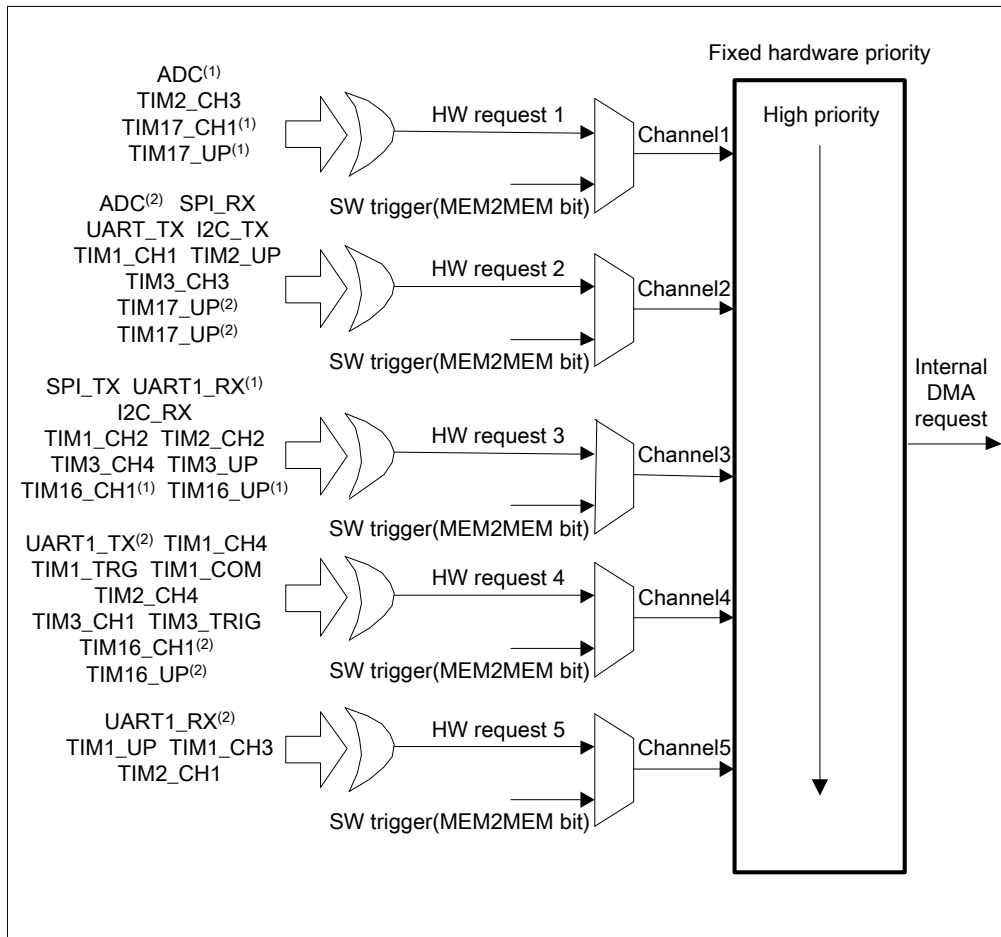 Fixed hardware priority
High priority
ADC(1)
TIM2_CH3
TIM17_CH1(1)
TIM17_UP(1)
HW request 1
SW trigger(MEM2MEM bit)
Channel1
ADC(2) SPI_RX
UART_TX I2C_TX
TIM1_CH1 TIM2_UP
TIM3_CH3
TIM17_UP(2)
TIM17_UP(2)
HW request 2
SW trigger(MEM2MEM bit)
Channel2
SPI_TX UART1_RX(1)
I2C_RX
TIM1_CH2 TIM2_CH2
TIM3_CH4 TIM3_UP
TIM16_CH1(1) TIM16_UP(1)
HW request 3
SW trigger(MEM2MEM bit)
Channel3
Internal
DMA
request
UART1_TX(2) TIM1_CH4
TIM1_TRG TIM1_COM
TIM2_CH4
TIM3_CH1 TIM3_TRIG
TIM16_CH1(2)
TIM16_UP(2)
HW request 4
SW trigger(MEM2MEM bit)
Channel4
UART1_RX(2)
TIM1_UP TIM1_CH3
TIM2_CH1
HW request 5
SW trigger(MEM2MEM bit)
Channel5